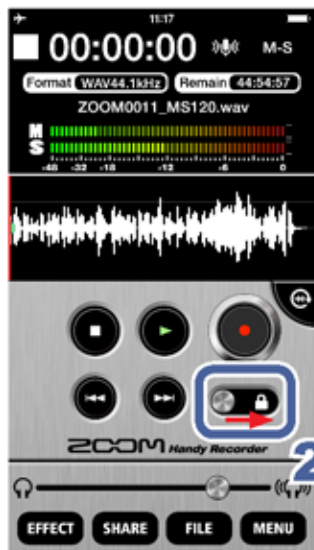 11:17
00:00:00 M-S
Format WAV44.1kHz Remain 44:54:57
ZOOM0011_MS120.wav
M
S
-48 -32 -18 -12 -6 0
ZOOM Handy Recorder
2
EFFECT SHARE FILE MENU